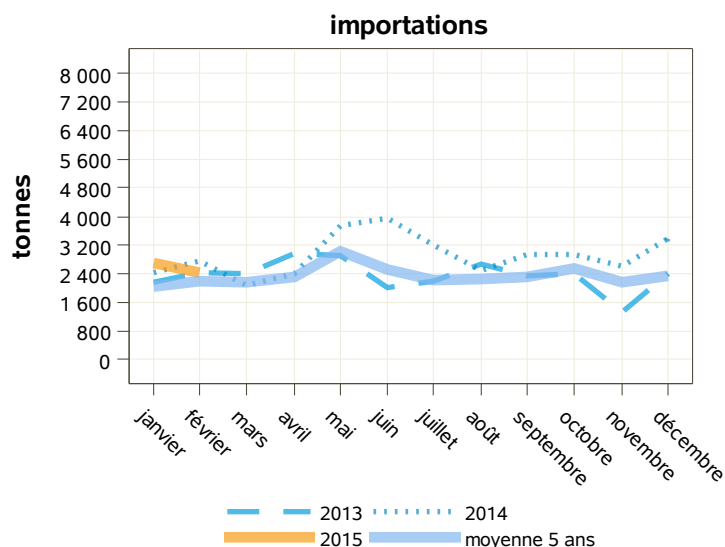 importations
tonnes
8 000
7 200
6 400
5 600
4 800
4 000
3 200
2 400
1 600
800
0
janvier
février
mars
avril
mai
juin
juillet
août
septembre
octobre
novembre
décembre
2013
2014
2015
moyenne 5 ans